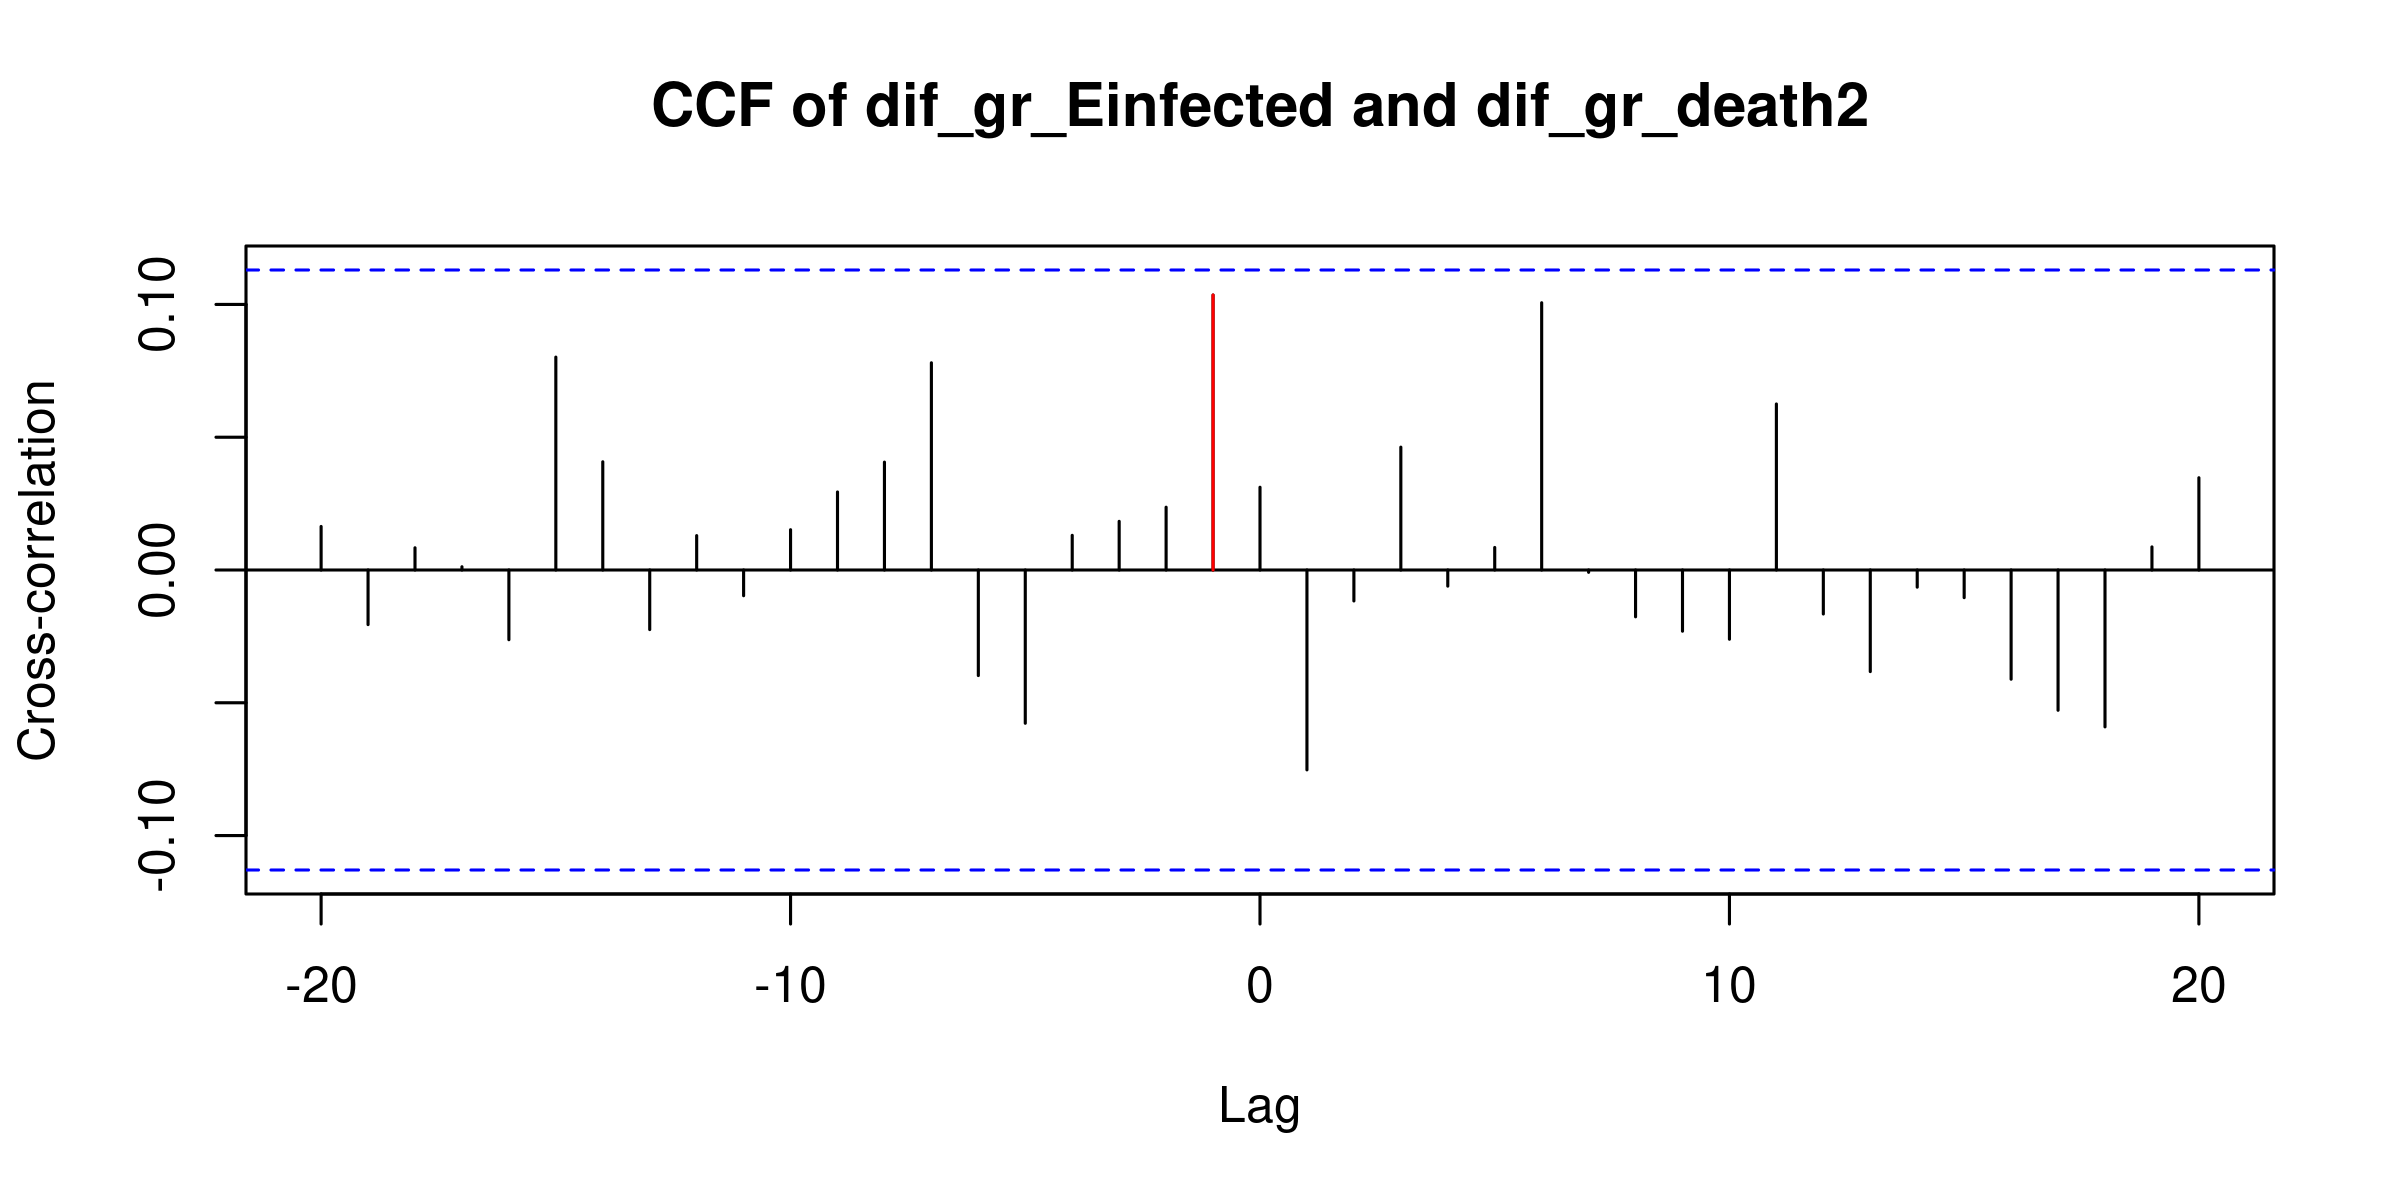 CCF of dif_gr_Einfected and dif_gr_death2
Cross-correlation
0.10
0.00
-0.10
-20 -10 0 10 20
Lag